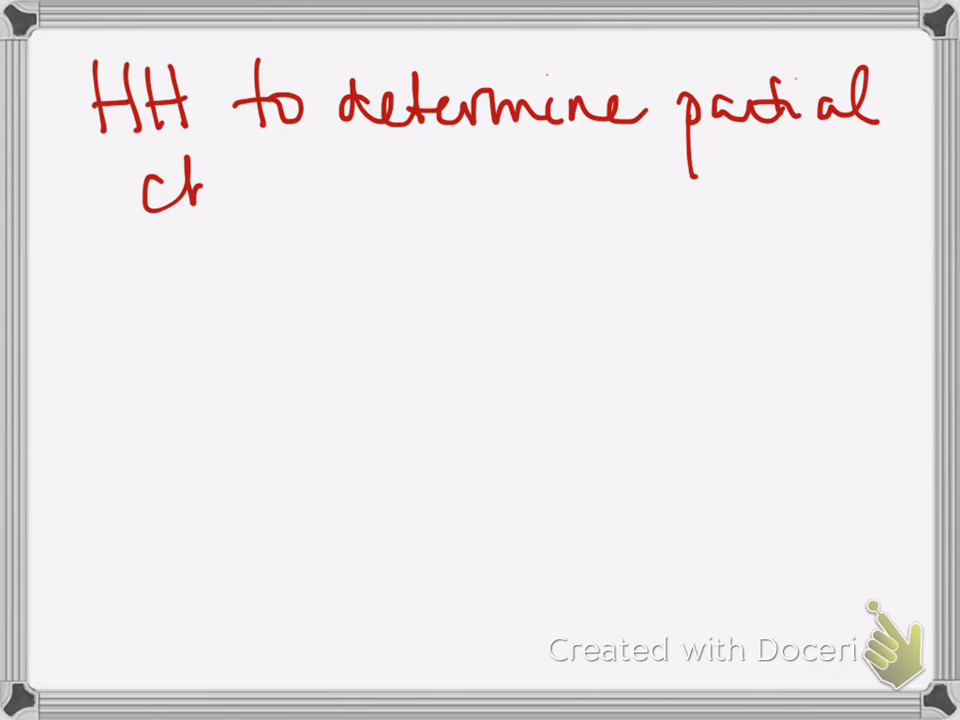 HH to determine partial
ch
Created with Doceri